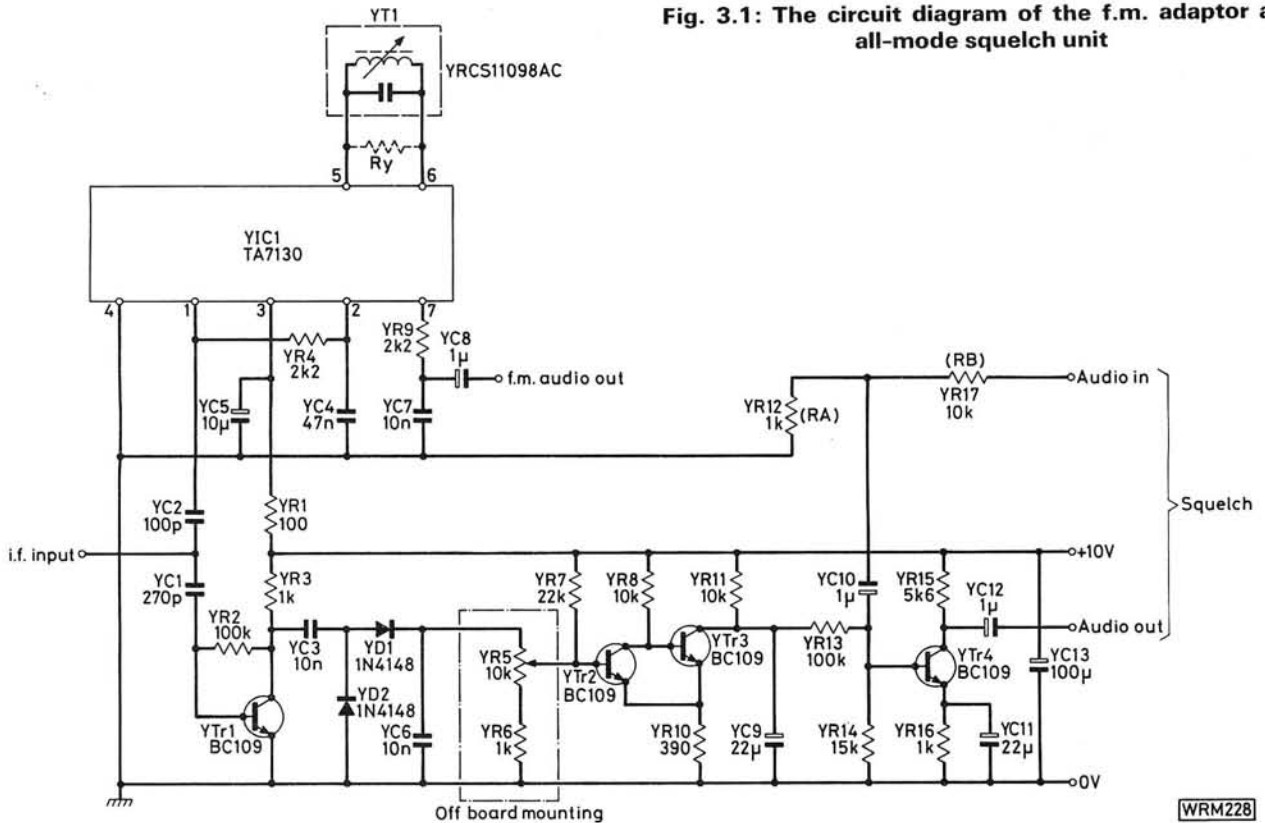 Fig. 3.1: The circuit diagram of the f.m. adaptor a
all-mode squelch unit
YT1
YRCS11098AC
Ry
5
6
YIC1
TA7130
4
1
3
2
7
YR4
2k2
YR9
2k2
YC8
1µ
f.m. audio out
YC5
10µ
YC4
47n
YC7
10n
YR12
1k
(RA)
(RB)
YR17
10k
Audio in
Squelch
YC2
100p
YR1
100
i.f. input
+10V
YC1
270p
YR3
1k
YR2
100k
YC3
10n
YD1
1N4148
YD2
1N4148
YC6
10n
YR5
10k
YR6
1k
YTr1
BC109
YR7
22k
YR8
10k
YR11
10k
YTr2
BC109
YTr3
BC109
YR10
390
YC9
22µ
YR13
100k
YC10
1µ
YR15
5k6
YC12
1µ
Audio out
YTr4
BC109
YC13
100µ
YR14
15k
YR16
1k
YC11
22µ
0V
Off board mounting
WRM228